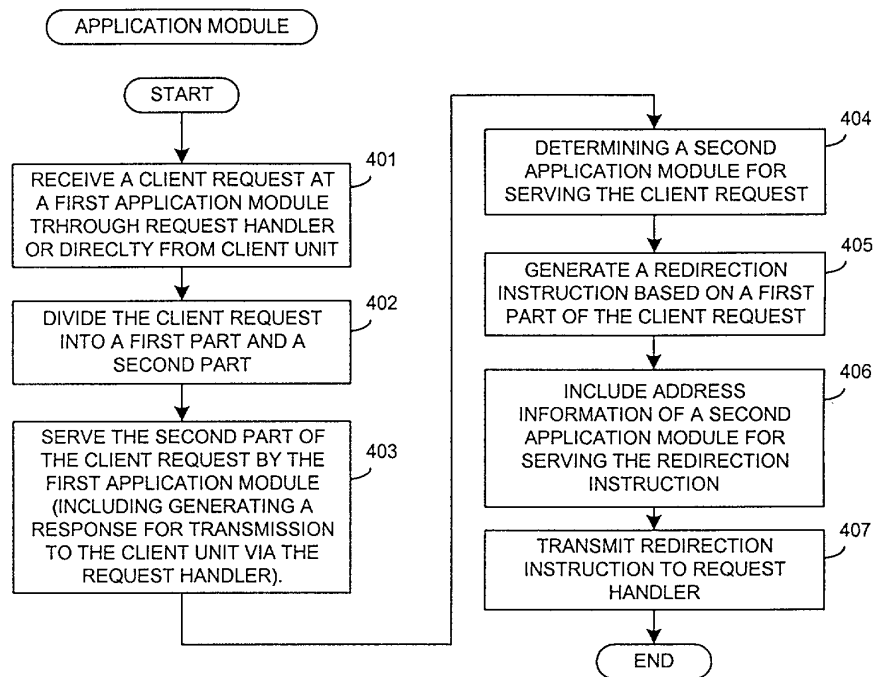 APPLICATION MODULE
START
401
RECEIVE A CLIENT REQUEST AT
A FIRST APPLICATION MODULE
TRHROUGH REQUEST HANDLER
OR DIRECLTY FROM CLIENT UNIT
402
DIVIDE THE CLIENT REQUEST
INTO A FIRST PART AND A
SECOND PART
403
SERVE THE SECOND PART OF
THE CLIENT REQUEST BY THE
FIRST APPLICATION MODULE
(INCLUDING GENERATING A
RESPONSE FOR TRANSMISSION
TO THE CLIENT UNIT VIA THE
REQUEST HANDLER).
404
DETERMINING A SECOND
APPLICATION MODULE FOR
SERVING THE CLIENT REQUEST
405
GENERATE A REDIRECTION
INSTRUCTION BASED ON A FIRST
PART OF THE CLIENT REQUEST
406
INCLUDE ADDRESS
INFORMATION OF A SECOND
APPLICATION MODULE FOR
SERVING THE REDIRECTION
INSTRUCTION
407
TRANSMIT REDIRECTION
INSTRUCTION TO REQUEST
HANDLER
END